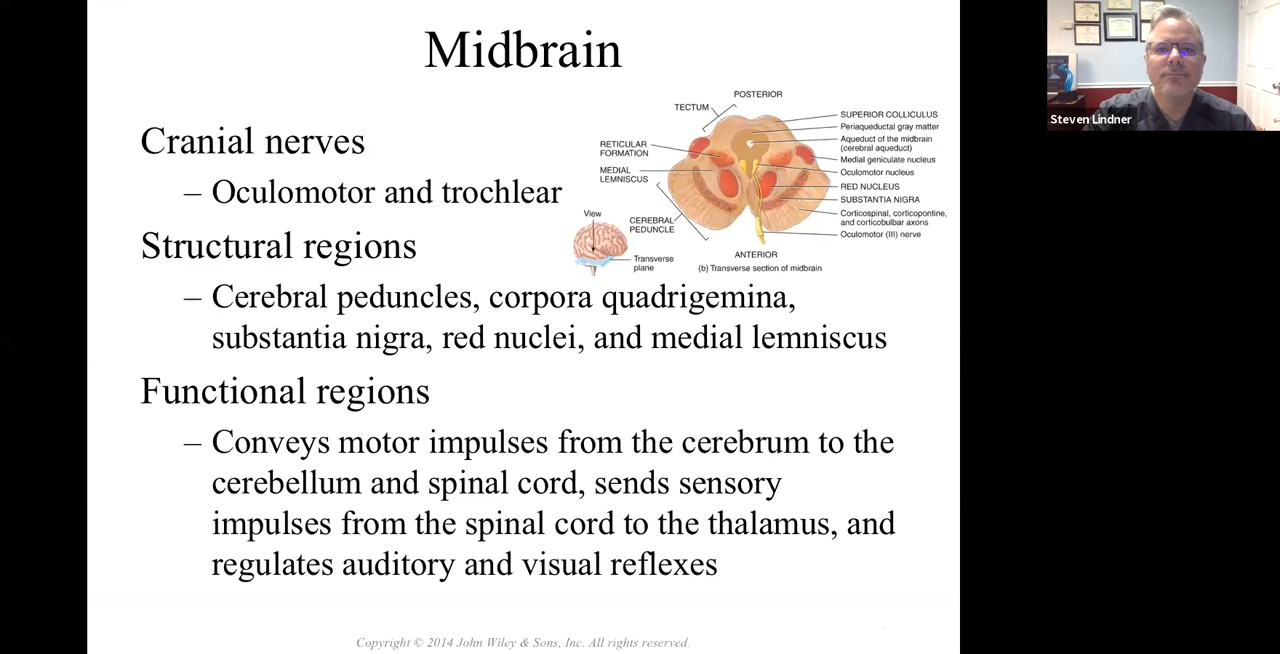 Midbrain
Cranial nerves
– Oculomotor and trochlear
Structural regions
– Cerebral peduncles, corpora quadrigemina,
substantia nigra, red nuclei, and medial lemniscus
Functional regions
– Conveys motor impulses from the cerebrum to the
cerebellum and spinal cord, sends sensory
impulses from the spinal cord to the thalamus, and
regulates auditory and visual reflexes
POSTERIOR
TECTUM
RETICULAR
FORMATION
MEDIAL
LEMNISCUS
CEREBRAL
PEDUNCLE
View
Transverse
plane
SUPERIOR COLLICULUS
Periaqueductal gray matter
Aqueduct of the midbrain
(cerebral aqueduct)
Medial geniculate nucleus
Oculomotor nucleus
RED NUCLEUS
SUBSTANTIA NIGRA
Corticospinal, corticopontine,
and corticobulbar axons
Oculomotor (III) nerve
ANTERIOR
(b) Transverse section of midbrain
Copyright © 2014 John Wiley & Sons, Inc. All rights reserved.
Steven Lindner